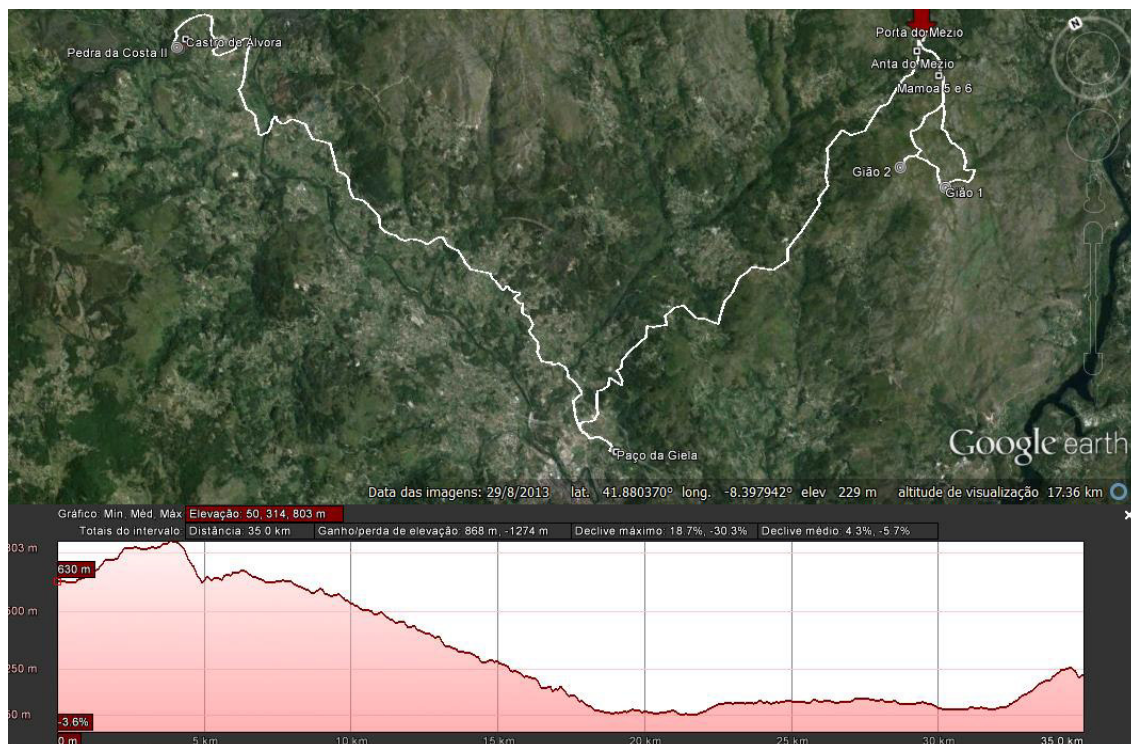 Porta do Mezio
N
Castro de Alvora
Pedra da Costa II
Anta do Mezio
Mamoa 5 e 6
Gião 2
Gião 1
Paço da Giela
Google earth
Data das imagens: 29/8/2013 lat. 41.880370° long. -8.397942° elev 229 m altitude de visualização 17.36 km
Gráfico: Min, Méd, Máx Elevação: 50, 314, 803 m
Totais do intervalo: Distância: 35.0 km Ganho/perda de elevação: 868 m, -1274 m Declive máximo: 18.7%, -30.3% Declive médio: 4.3%, -5.7%
803 m
630 m
500 m
250 m
50 m
-3.6%
0 m 5 km 10 km 15 km 20 km 25 km 30 km 35.0 km